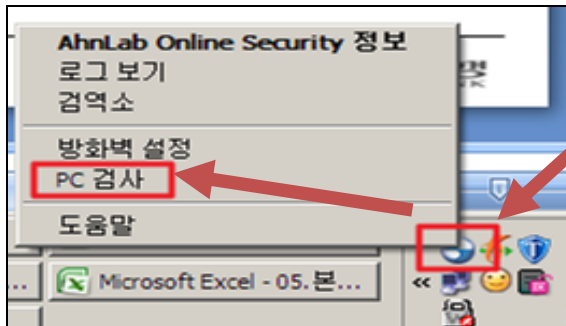 AhnLab Online Security 정보
로그 보기
검역소
방화벽 설정
PC 검사
도움말
... Microsoft Excel - 05. 본... «